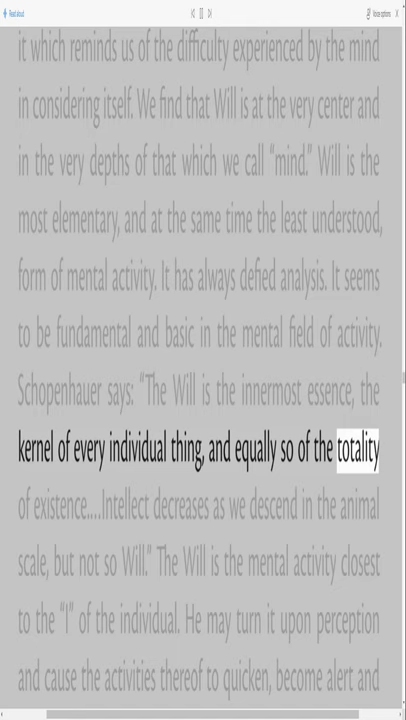 Read aloud
Voice options
it which reminds us of the difficulty experienced by the mind
in considering itself. We find that Will is at the very center and
in the very depths of that which we call “mind.” Will is the
most elementary, and at the same time the least understood,
form of mental activity. It has always defied analysis. It seems
to be fundamental and basic in the mental field of activity.
Schopenhauer says: “The Will is the innermost essence, the
kernel of every individual thing, and equally so of the totality
of existence....Intellect decreases as we descend in the animal
scale, but not so Will.” The Will is the mental activity closest
to the “I” of the individual. He may turn it upon perception
and cause the activities thereof to quicken, become alert and